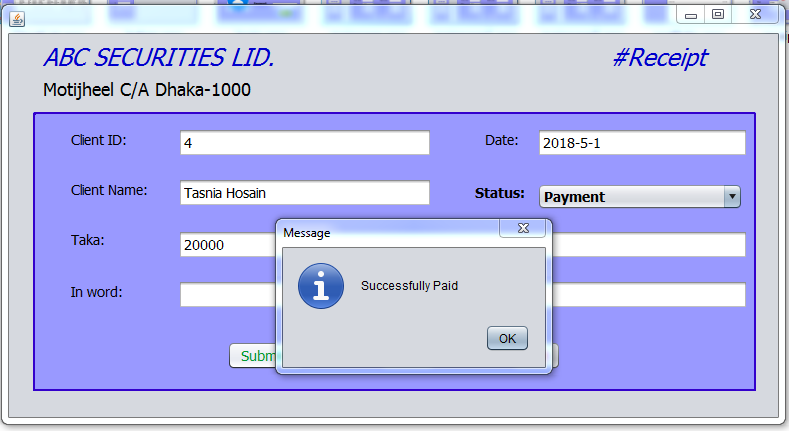 ABC SECURITIES LID.
#Receipt
Motijheel C/A Dhaka-1000
Client ID:
4
Date:
2018-5-1
Client Name:
Tasnia Hosain
Status:
Payment
Taka:
20000
Message
Successfully Paid
OK
In word: